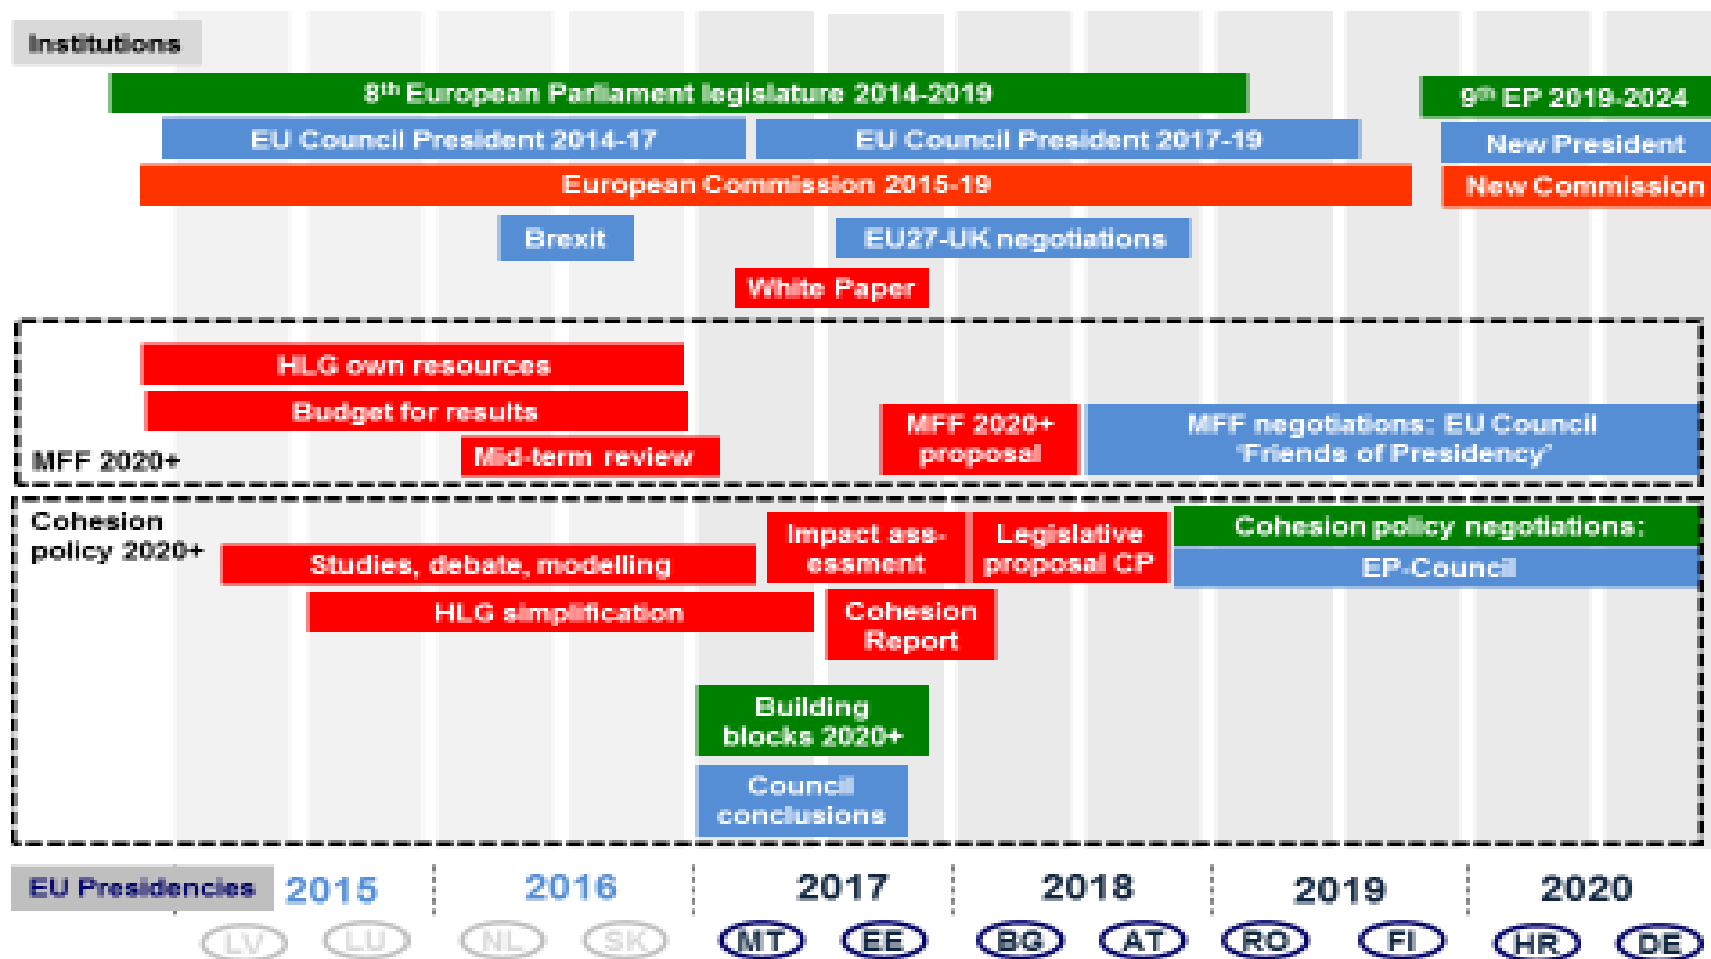 Institutions
8th European Parliament legislature 2014-2019
9th EP 2019-2024
EU Council President 2014-17
EU Council President 2017-19
New President
European Commission 2015-19
New Commission
Brexit
EU27-UK negotiations
White Paper
HLG own resources
Budget for results
Mid-term review
MFF 2020+
MFF 2020+
proposal
MFF negotiations: EU Council
'Friends of Presidency'
Cohesion
policy 2020+
Studies, debate, modelling
HLG simplification
Impact ass-
essment
Legislative
proposal CP
Cohesion policy negotiations:
EP-Council
Cohesion
Report
Building
blocks 2020+
Council
conclusions
EU Presidencies
2015
2016
2017
2018
2019
2020
LV
LU
NL
SK
MT
EE
BG
AT
RO
FI
HR
DE